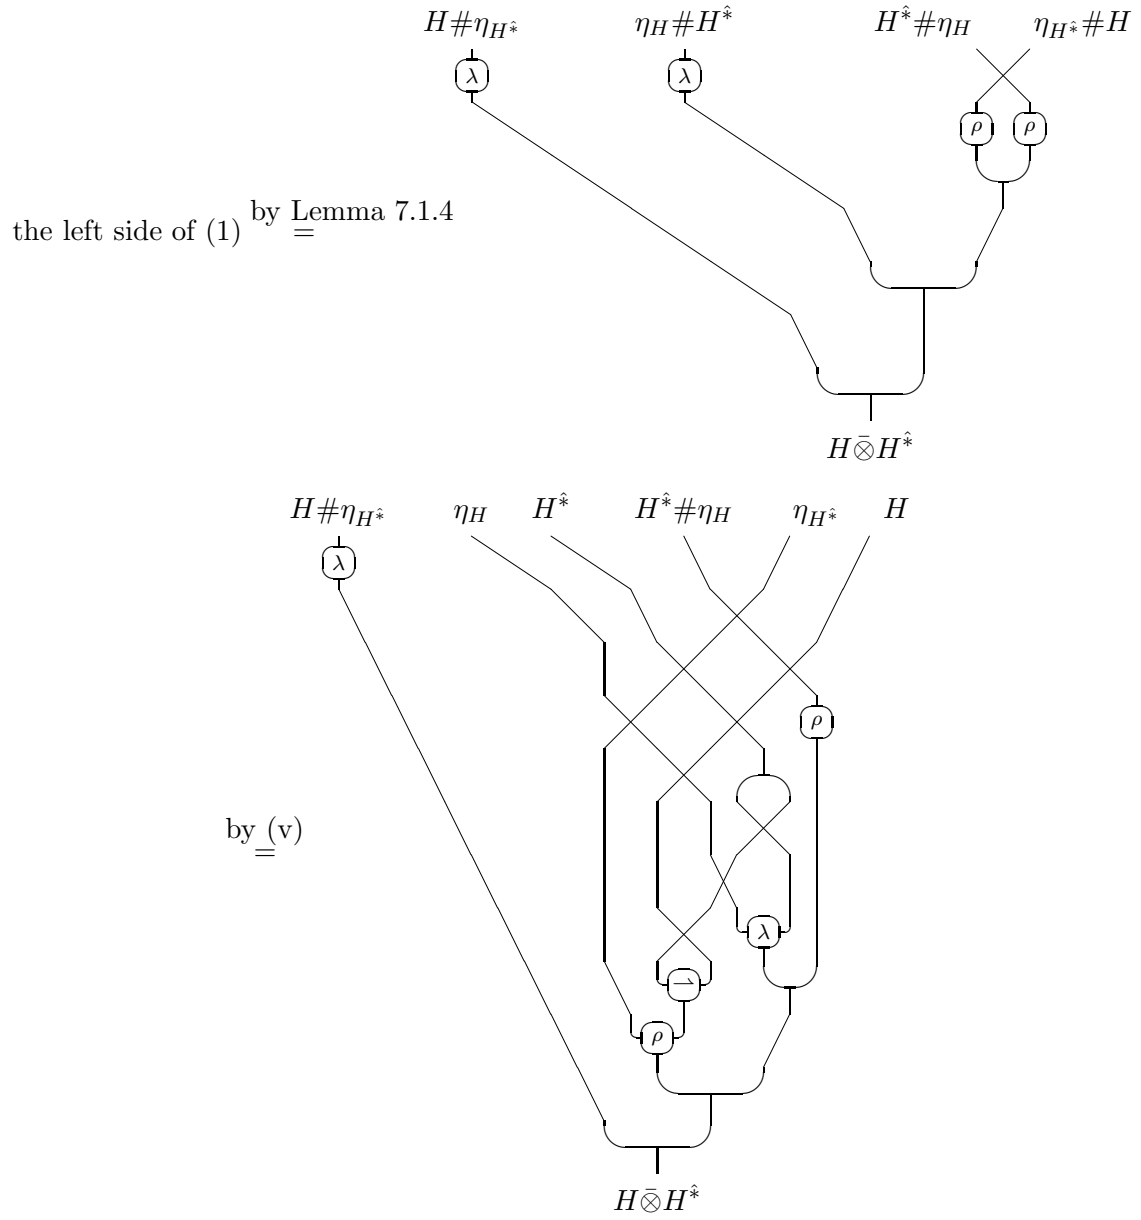 H#η_{H^{\hat{*}}} η_H#H^{\hat{*}} H^{\hat{*}}#η_H η_{H^{\hat{*}}}#H
λ λ
ρ ρ
the left side of (1) by Lemma 7.1.4 =
H \bar{⊗} H^{\hat{*}}
H#η_{H^{\hat{*}}} η_H H^{\hat{*}} H^{\hat{*}}#η_H η_{H^{\hat{*}}} H
λ
ρ
by (v) =
λ
⇀
ρ
H \bar{⊗} H^{\hat{*}}